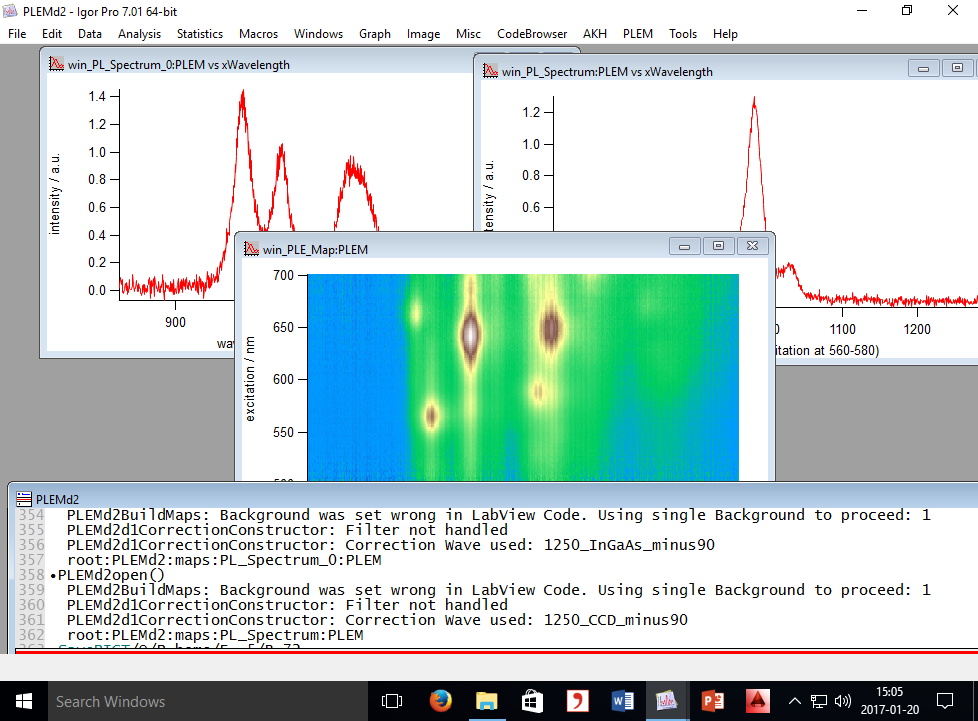 PLEMd2 - Igor Pro 7.01 64-bit
File Edit Data Analysis Statistics Macros Windows Graph Image Misc CodeBrowser AKH PLEM Tools Help
win_PL_Spectrum_0:PLEM vs xWavelength
1.4
1.2
1.0
0.8
0.6
0.4
0.2
0.0
intensity / a.u.
900
wav
win_PL_Spectrum:PLEM vs xWavelength
1.2
1.0
0.8
0.6
tensity / a.u.
0
1100
1200
itation at 560-580)
win_PLE_Map:PLEM
700
650
600
550
500
excitation / nm
PLEMd2
354 PLEMd2BuildMaps: Background was set wrong in LabView Code. Using single Background to proceed: 1
355 PLEMd2d1CorrectionConstructor: Filter not handled
356 PLEMd2d1CorrectionConstructor: Correction Wave used: 1250_InGaAs_minus90
357 root:PLEMd2:maps:PL_Spectrum_0:PLEM
358 •PLEMd2open()
359 PLEMd2BuildMaps: Background was set wrong in LabView Code. Using single Background to proceed: 1
360 PLEMd2d1CorrectionConstructor: Filter not handled
361 PLEMd2d1CorrectionConstructor: Correction Wave used: 1250_CCD_minus90
362 root:PLEMd2:maps:PL_Spectrum:PLEM
Search Windows
15:05
2017-01-20